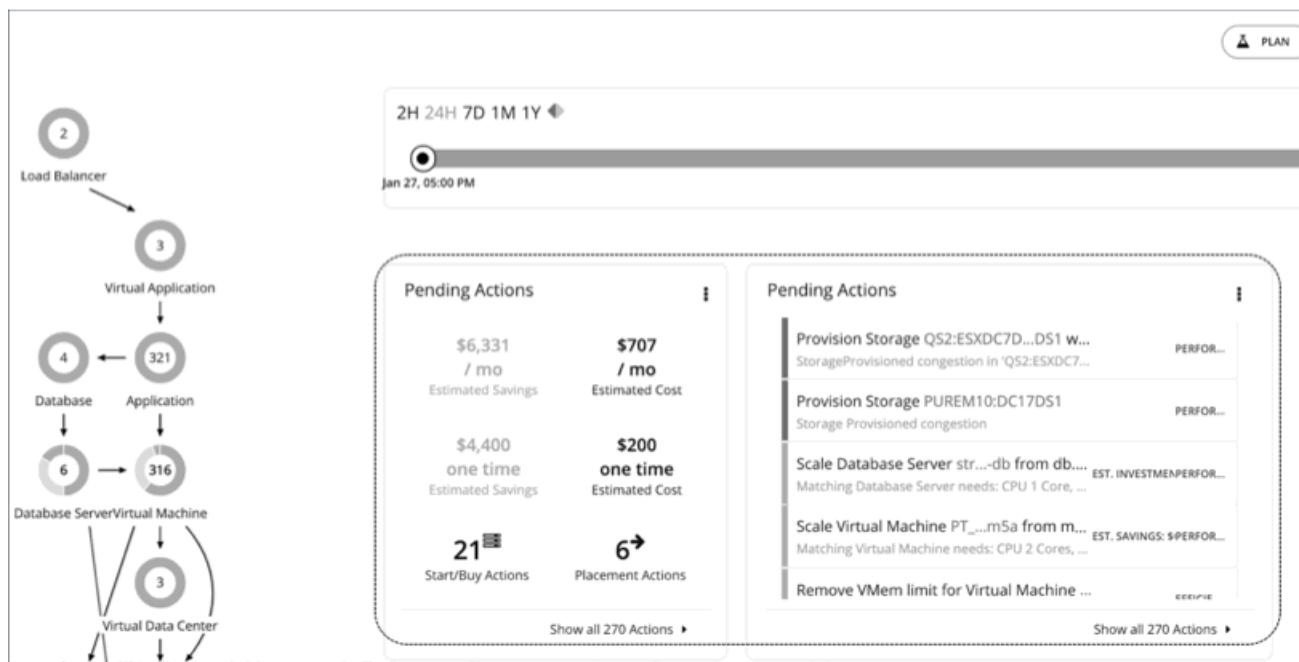 PLAN
2H 24H 7D 1M 1Y
Jan 27, 05:00 PM
2
Load Balancer
3
Virtual Application
4
321
Database
Application
6
316
Database Server
Virtual Machine
3
Virtual Data Center
Pending Actions
$6,331
/ mo
Estimated Savings
$707
/ mo
Estimated Cost
$4,400
one time
Estimated Savings
$200
one time
Estimated Cost
21
Start/Buy Actions
6
Placement Actions
Show all 270 Actions
Pending Actions
Provision Storage QS2:ESXDC7D...DS1 w...
StorageProvisioned congestion in 'QS2:ESXDC7...
PERFOR...
Provision Storage PUREM10:DC17DS1
Storage Provisioned congestion
PERFOR...
Scale Database Server str...-db from db....
Matching Database Server needs: CPU 1 Core, ...
EST. INVESTMEN
PERFOR...
Scale Virtual Machine PT_...m5a from m...
Matching Virtual Machine needs: CPU 2 Cores, ...
EST. SAVINGS: $
PERFOR...
Remove VMem limit for Virtual Machine ...
Show all 270 Actions